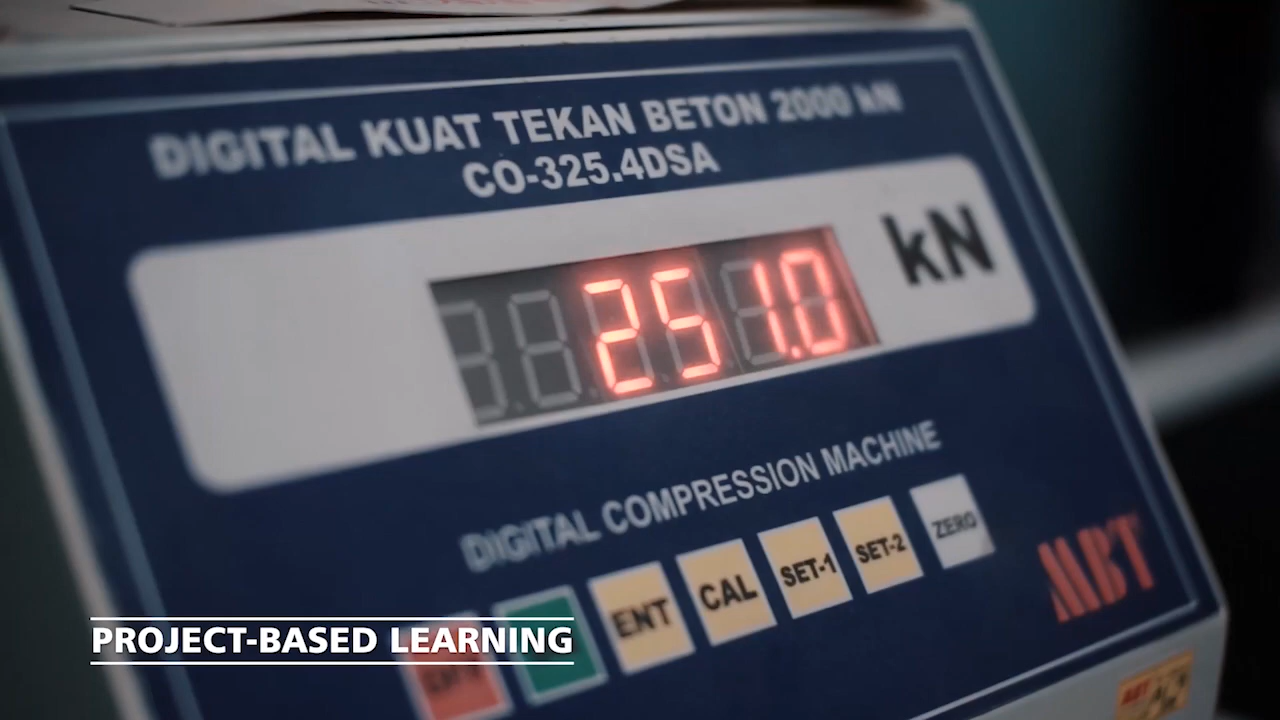 DIGITAL KUAT TEKAN BETON 2000 kN
CO-325.4DSA
251.0
kN
DIGITAL COMPRESSION MACHINE
ENT
CAL
SET-1
SET-2
ZERO
MBT
PROJECT-BASED LEARNING